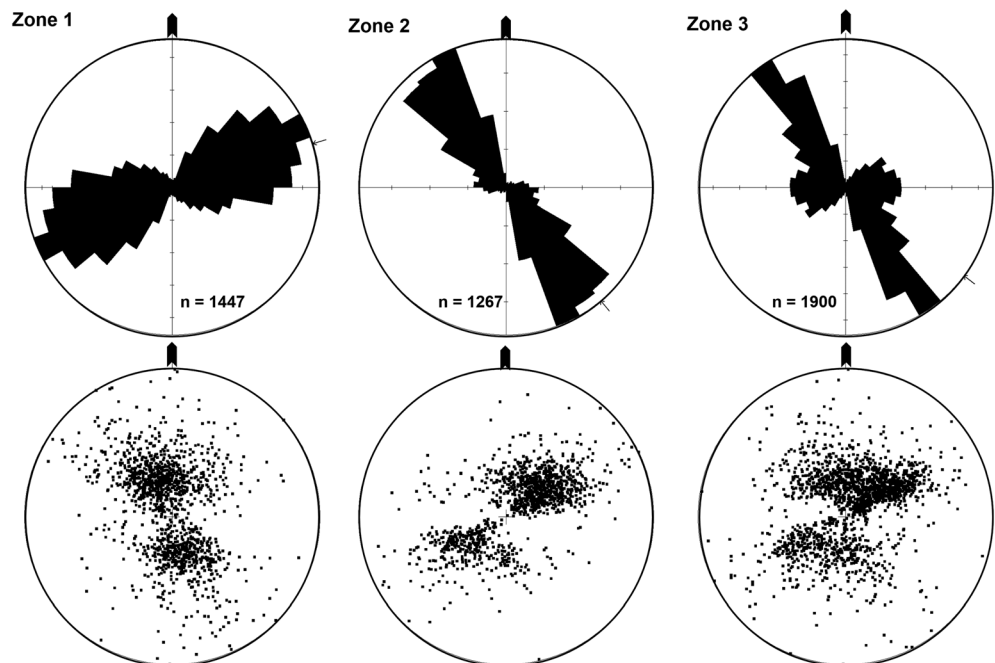 Zone 1
Zone 2
Zone 3
n = 1447
n = 1267
n = 1900